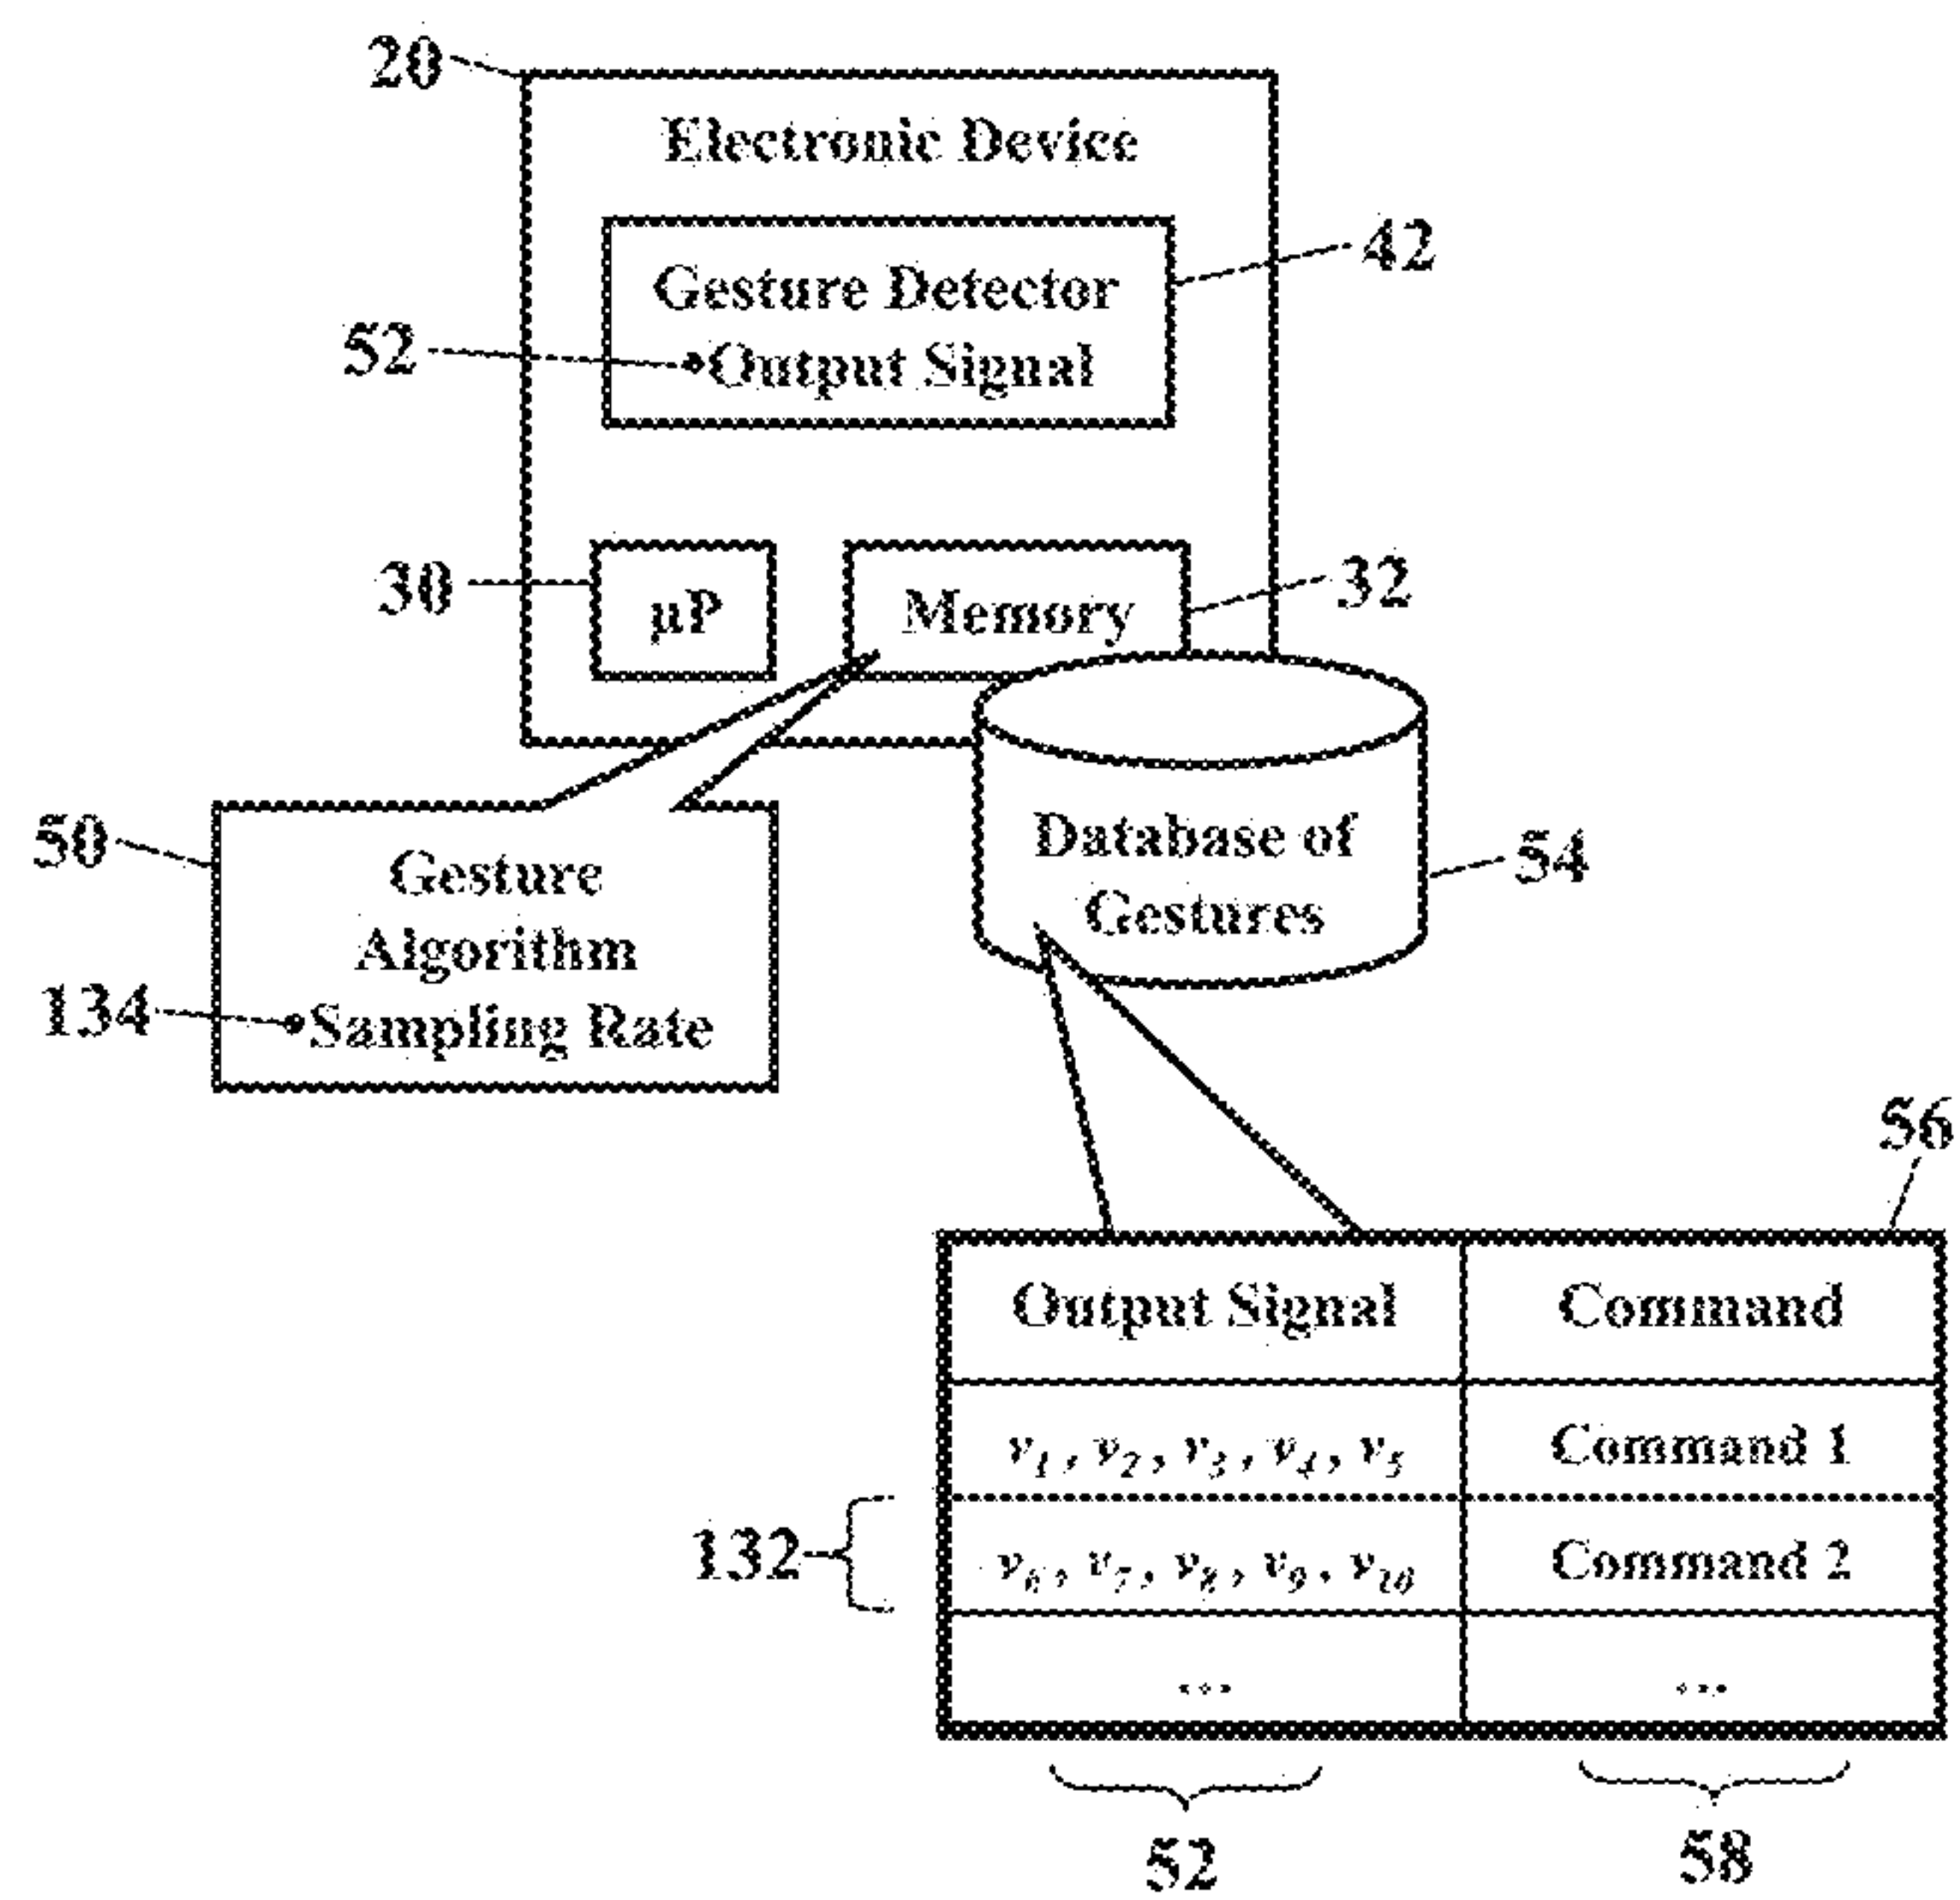 20
Electronic Device
42
Gesture Detector
52
Output Signal
30
µP
Memory
32
50
Gesture
Algorithm
134
Sampling Rate
Database of
Gestures
54
56
Output Signal Command
v1, v2, v3, v4, v5 Command 1
132
v6, v7, v8, v9, v10 Command 2
... ...
52
58